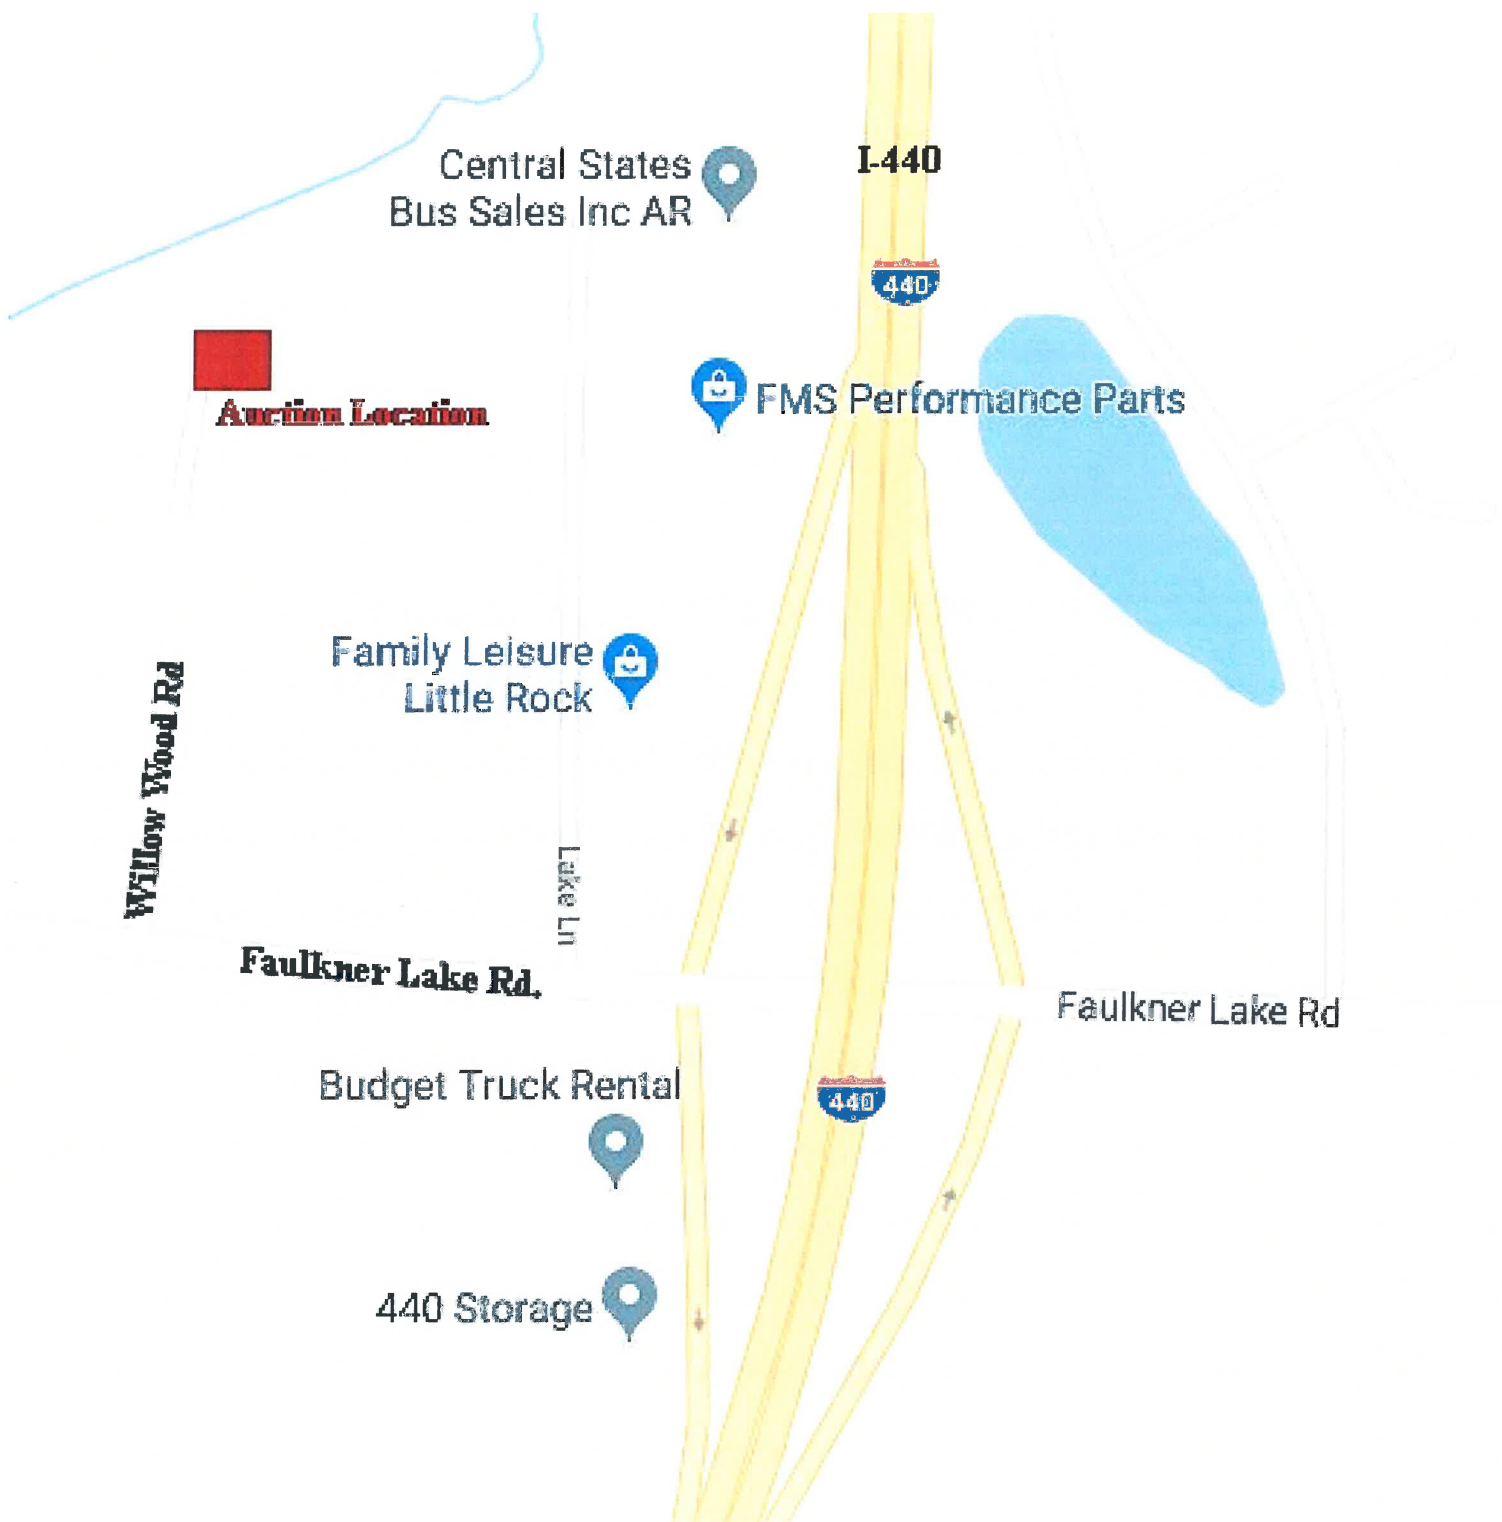 Central States
Bus Sales Inc AR
I-440
440
Auction Location
FMS Performance Parts
Family Leisure
Little Rock
Willow Wood Rd
Lake Ln
Faulkner Lake Rd.
Faulkner Lake Rd
Budget Truck Rental
440
440 Storage